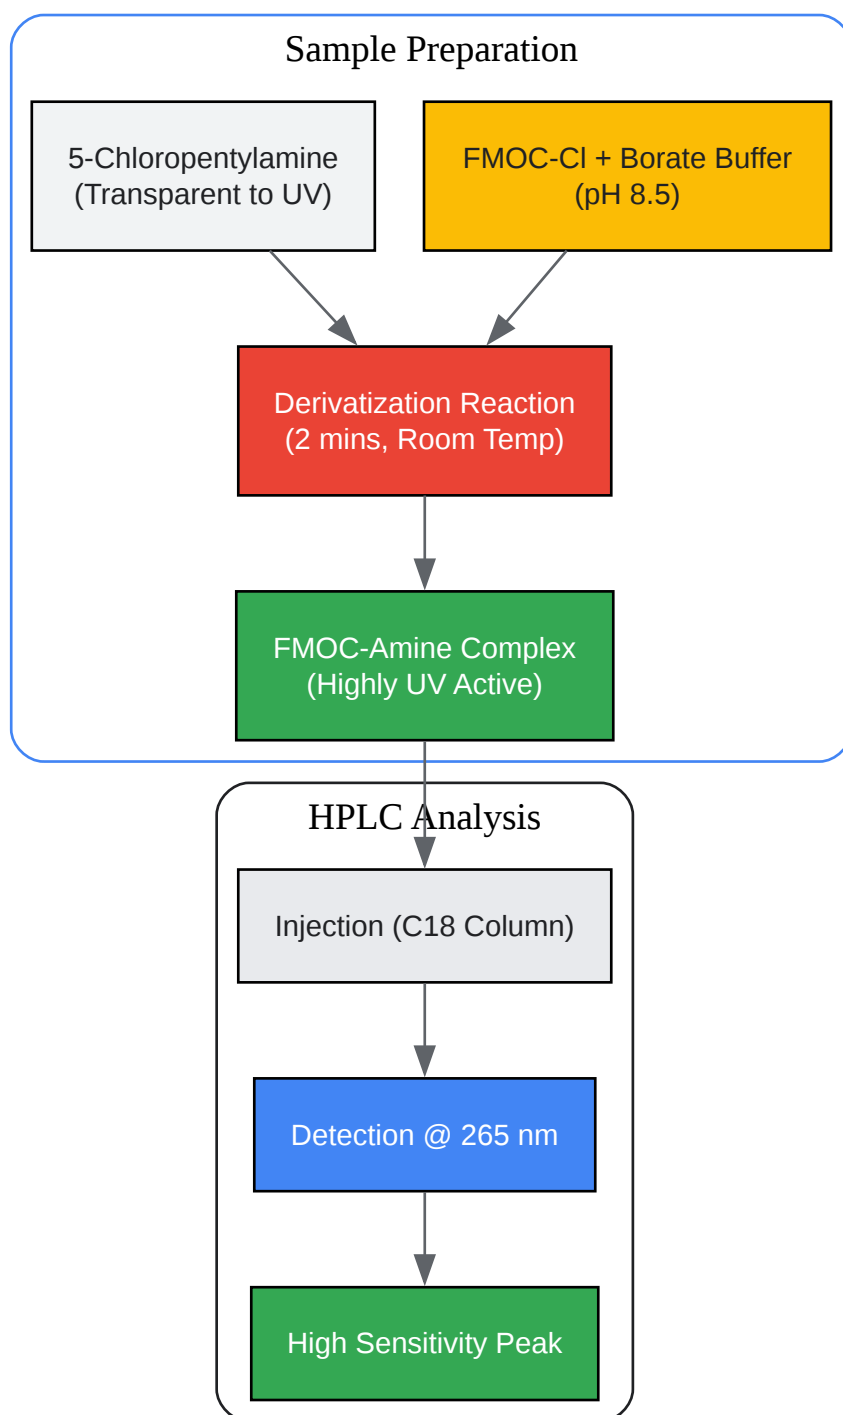 Sample Preparation
5-Chloropentylamine
(Transparent to UV)
FMOC-Cl + Borate Buffer
(pH 8.5)
Derivatization Reaction
(2 mins, Room Temp)
FMOC-Amine Complex
(Highly UV Active)
HPLC Analysis
Injection (C18 Column)
Detection @ 265 nm
High Sensitivity Peak